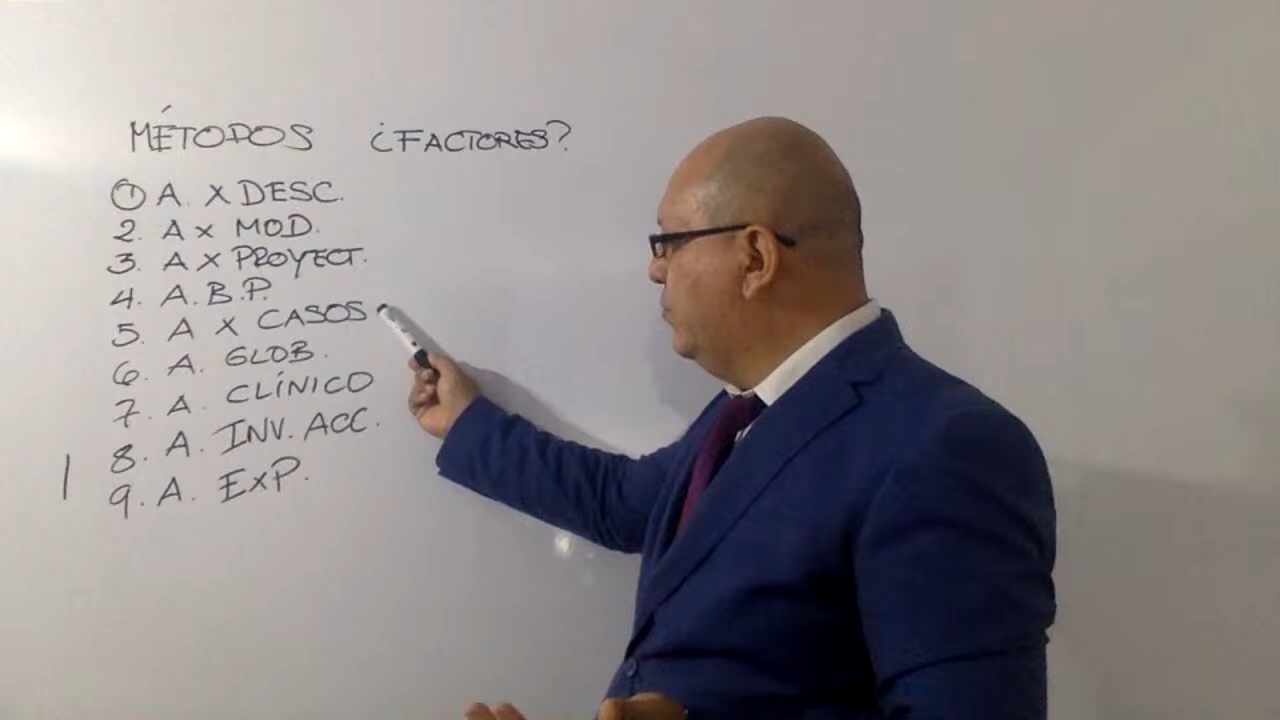 MÉTODOS ¿FACTORES?
1 A. X DESC.
2. A X MOD.
3. A X PROYECT.
4. A.B.P.
5. A X CASOS
6. A. GLOB.
7. A. CLÍNICO
8. A. INV. ACC.
9. A. EXP.